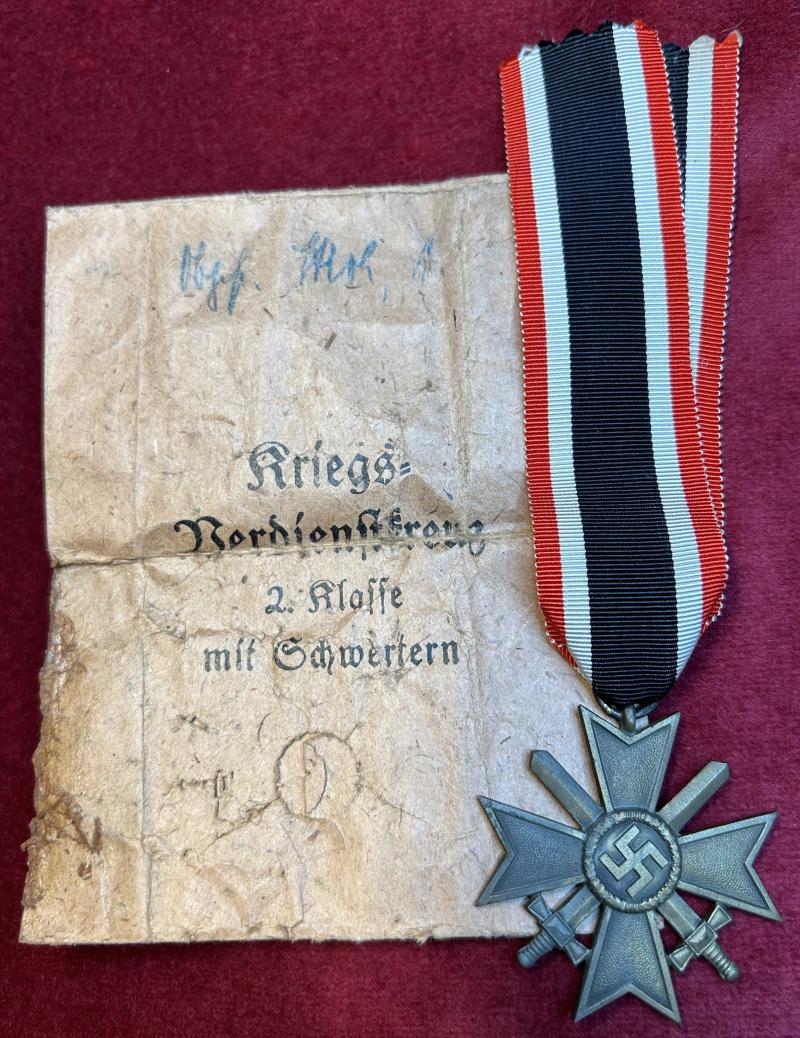 Kriegs-
Verdienstkreuz
2. Klasse
mit Schwertern